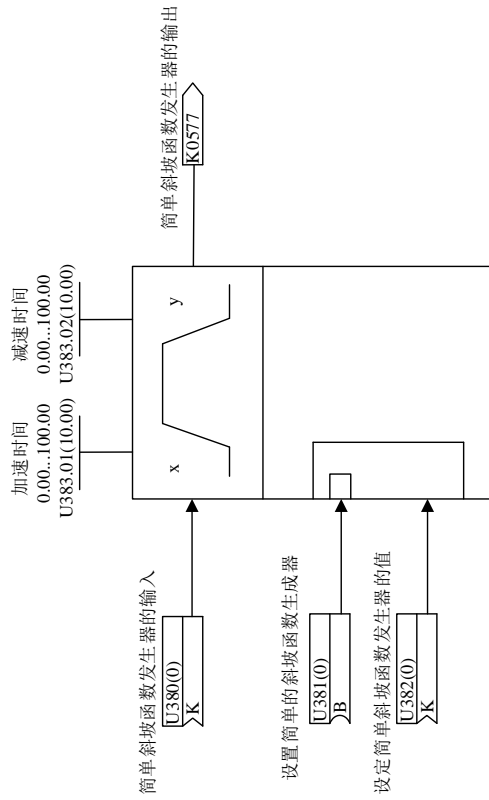 加速时间
0.00...100.00
U383.01(10.00)
减速时间
0.00...100.00
U383.02(10.00)
简单斜坡函数发生器的输入
U380(0)
K
x
y
简单斜坡函数发生器的输出
K0577
设置简单的斜坡函数生成器
U381(0)
B
设定简单斜坡函数发生器的值
U382(0)
K